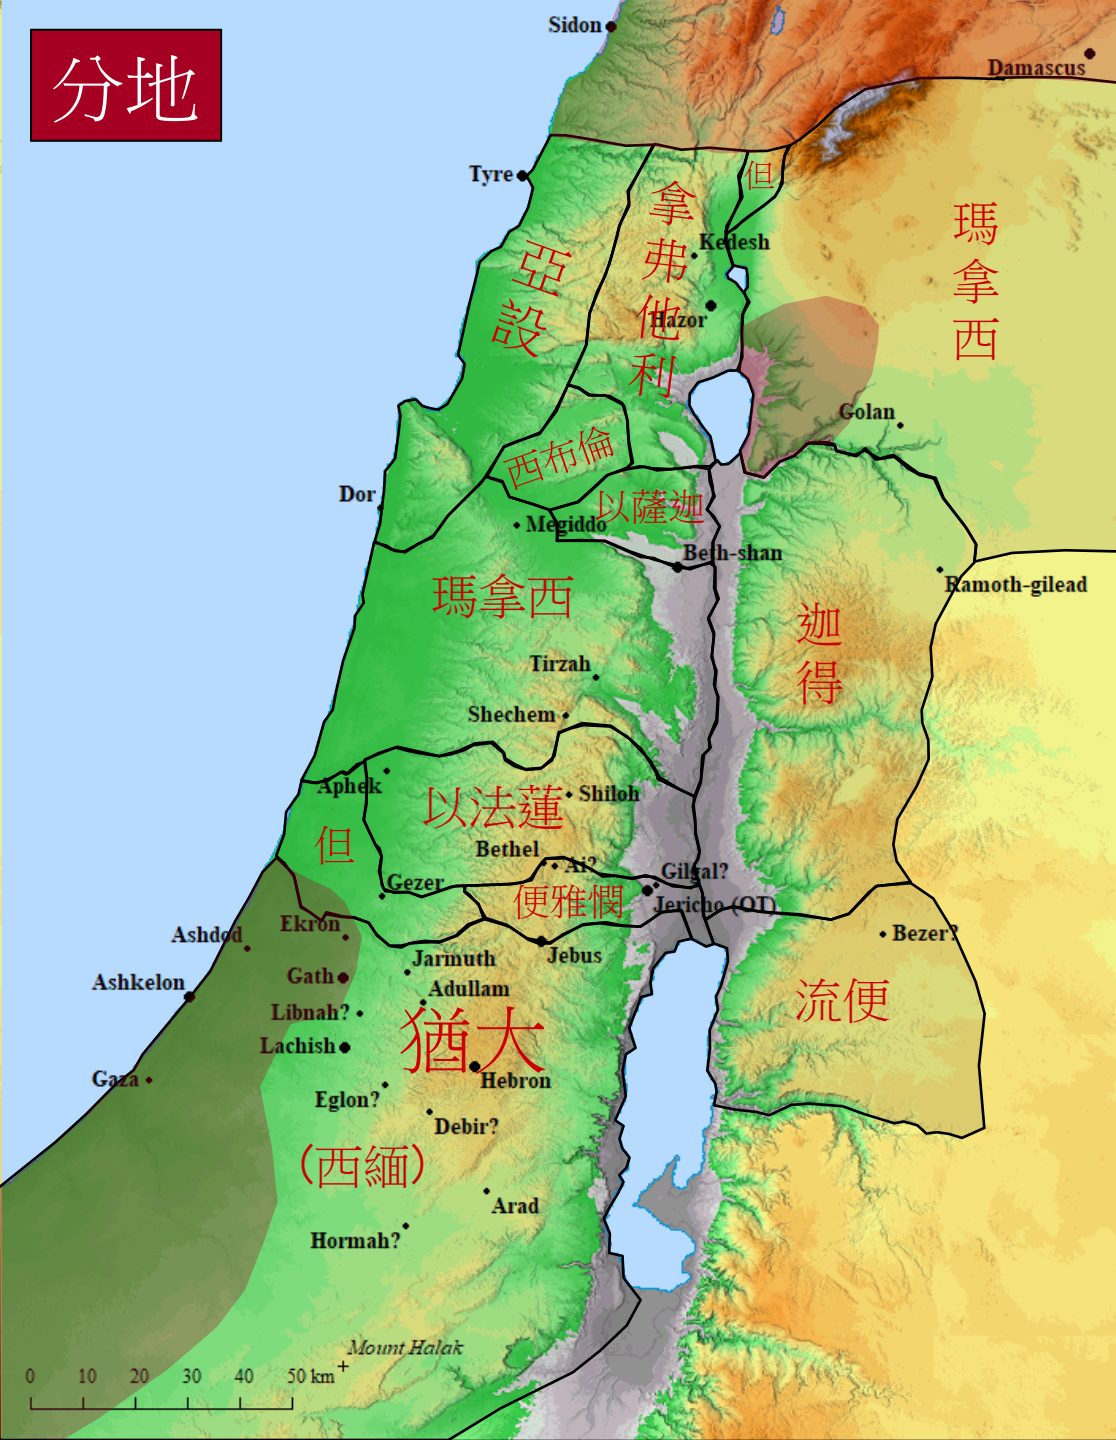 Sidon
分地
Damascus
Tyre
但
拿弗他利
瑪拿西
Kedesh
亞設
Hazor
Golan
西布倫
Dor
以薩迦
Megiddo
Beth-shan
Ramoth-gilead
瑪拿西
迦得
Tirzah
Shechem
Aphek
以法蓮
Shiloh
但
Bethel
Ai?
Gilgal?
Gezer
便雅憫
Jericho (OT)
Ekron
Ashdod
Bezer?
Jebus
Jarmuth
Gath
Ashkelon
Adullam
流便
Libnah?
猶大
Lachish
Gaza
Hebron
Eglon?
Debir?
(西緬)
Arad
Hormah?
Mount Halak
0 10 20 30 40 50 km